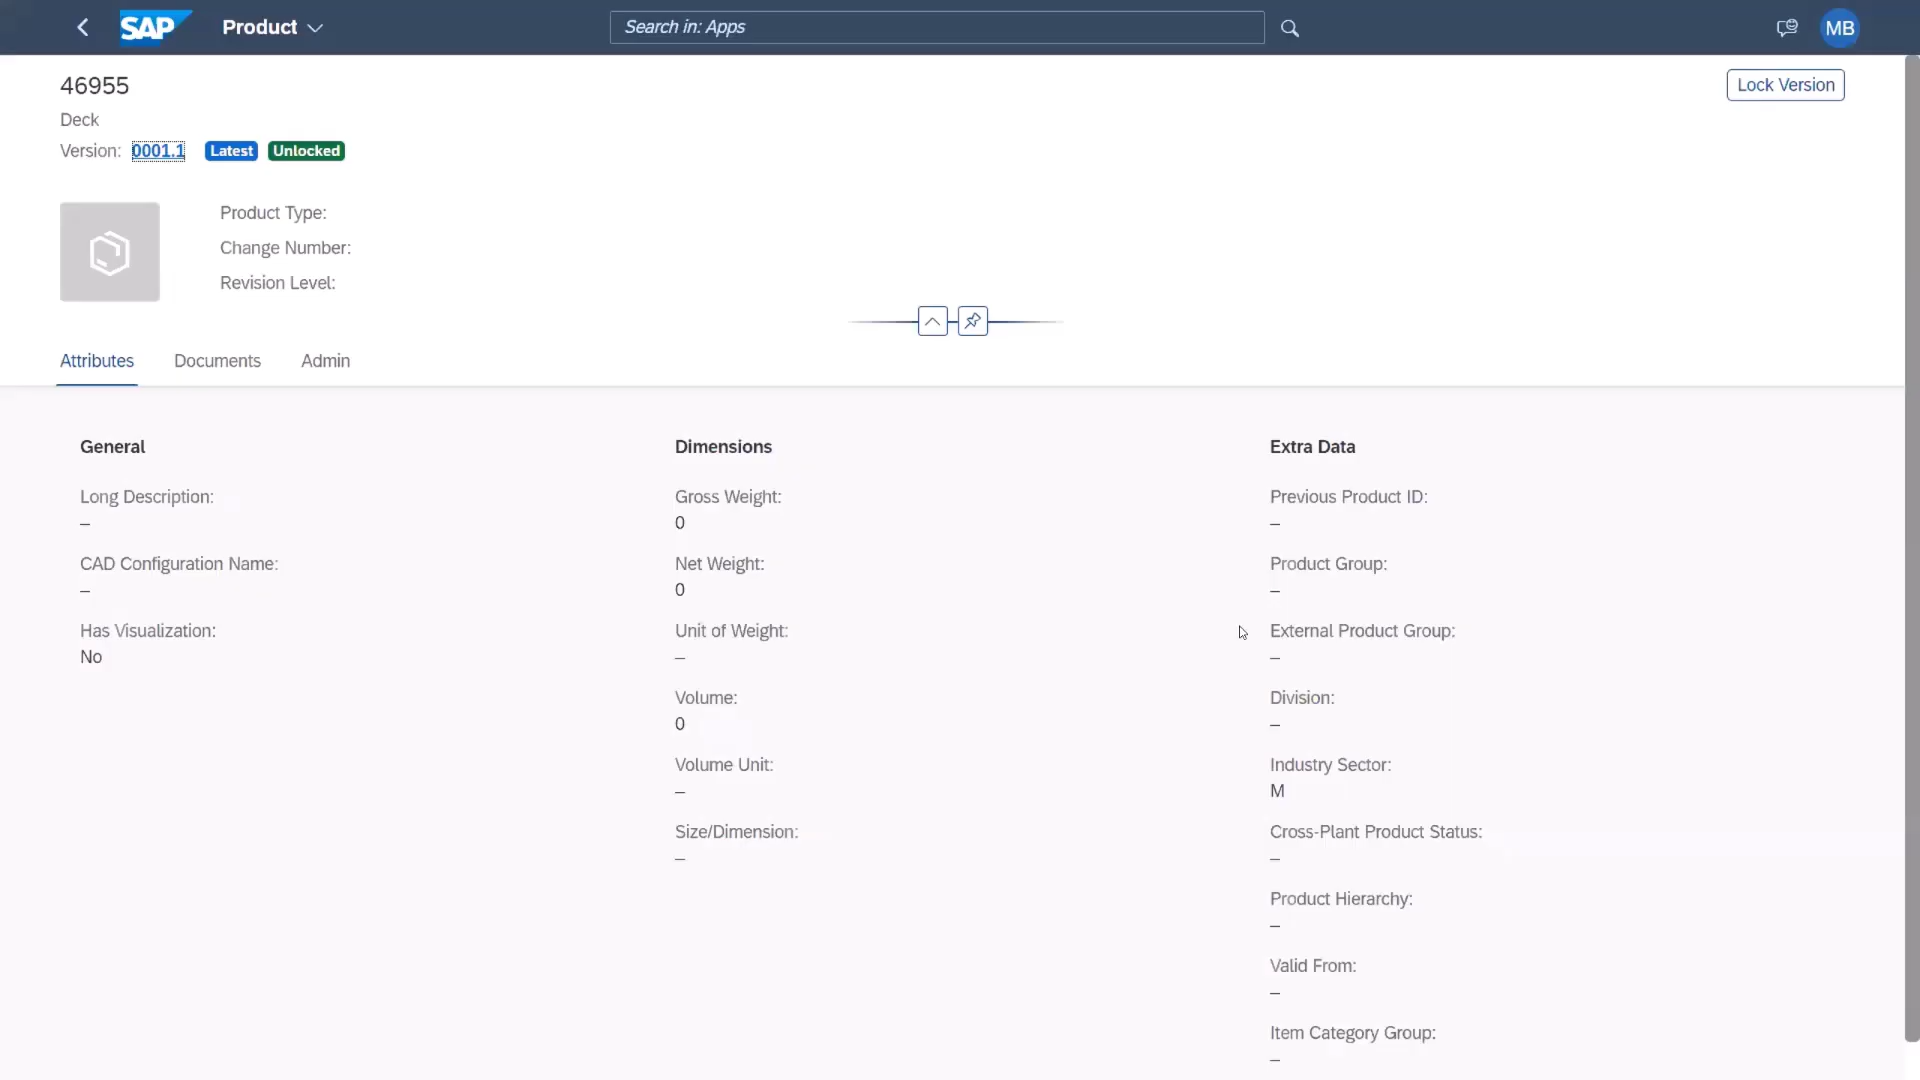 SAP
Product
Search in: Apps
MB
46955
Lock Version
Deck
Version: 0001.1 Latest Unlocked
Product Type:
Change Number:
Revision Level:
Attributes
Documents
Admin
General
Long Description:
–
CAD Configuration Name:
–
Has Visualization:
No
Dimensions
Gross Weight:
0
Net Weight:
0
Unit of Weight:
–
Volume:
0
Volume Unit:
–
Size/Dimension:
–
Extra Data
Previous Product ID:
–
Product Group:
–
External Product Group:
–
Division:
–
Industry Sector:
M
Cross-Plant Product Status:
–
Product Hierarchy:
–
Valid From:
–
Item Category Group:
–